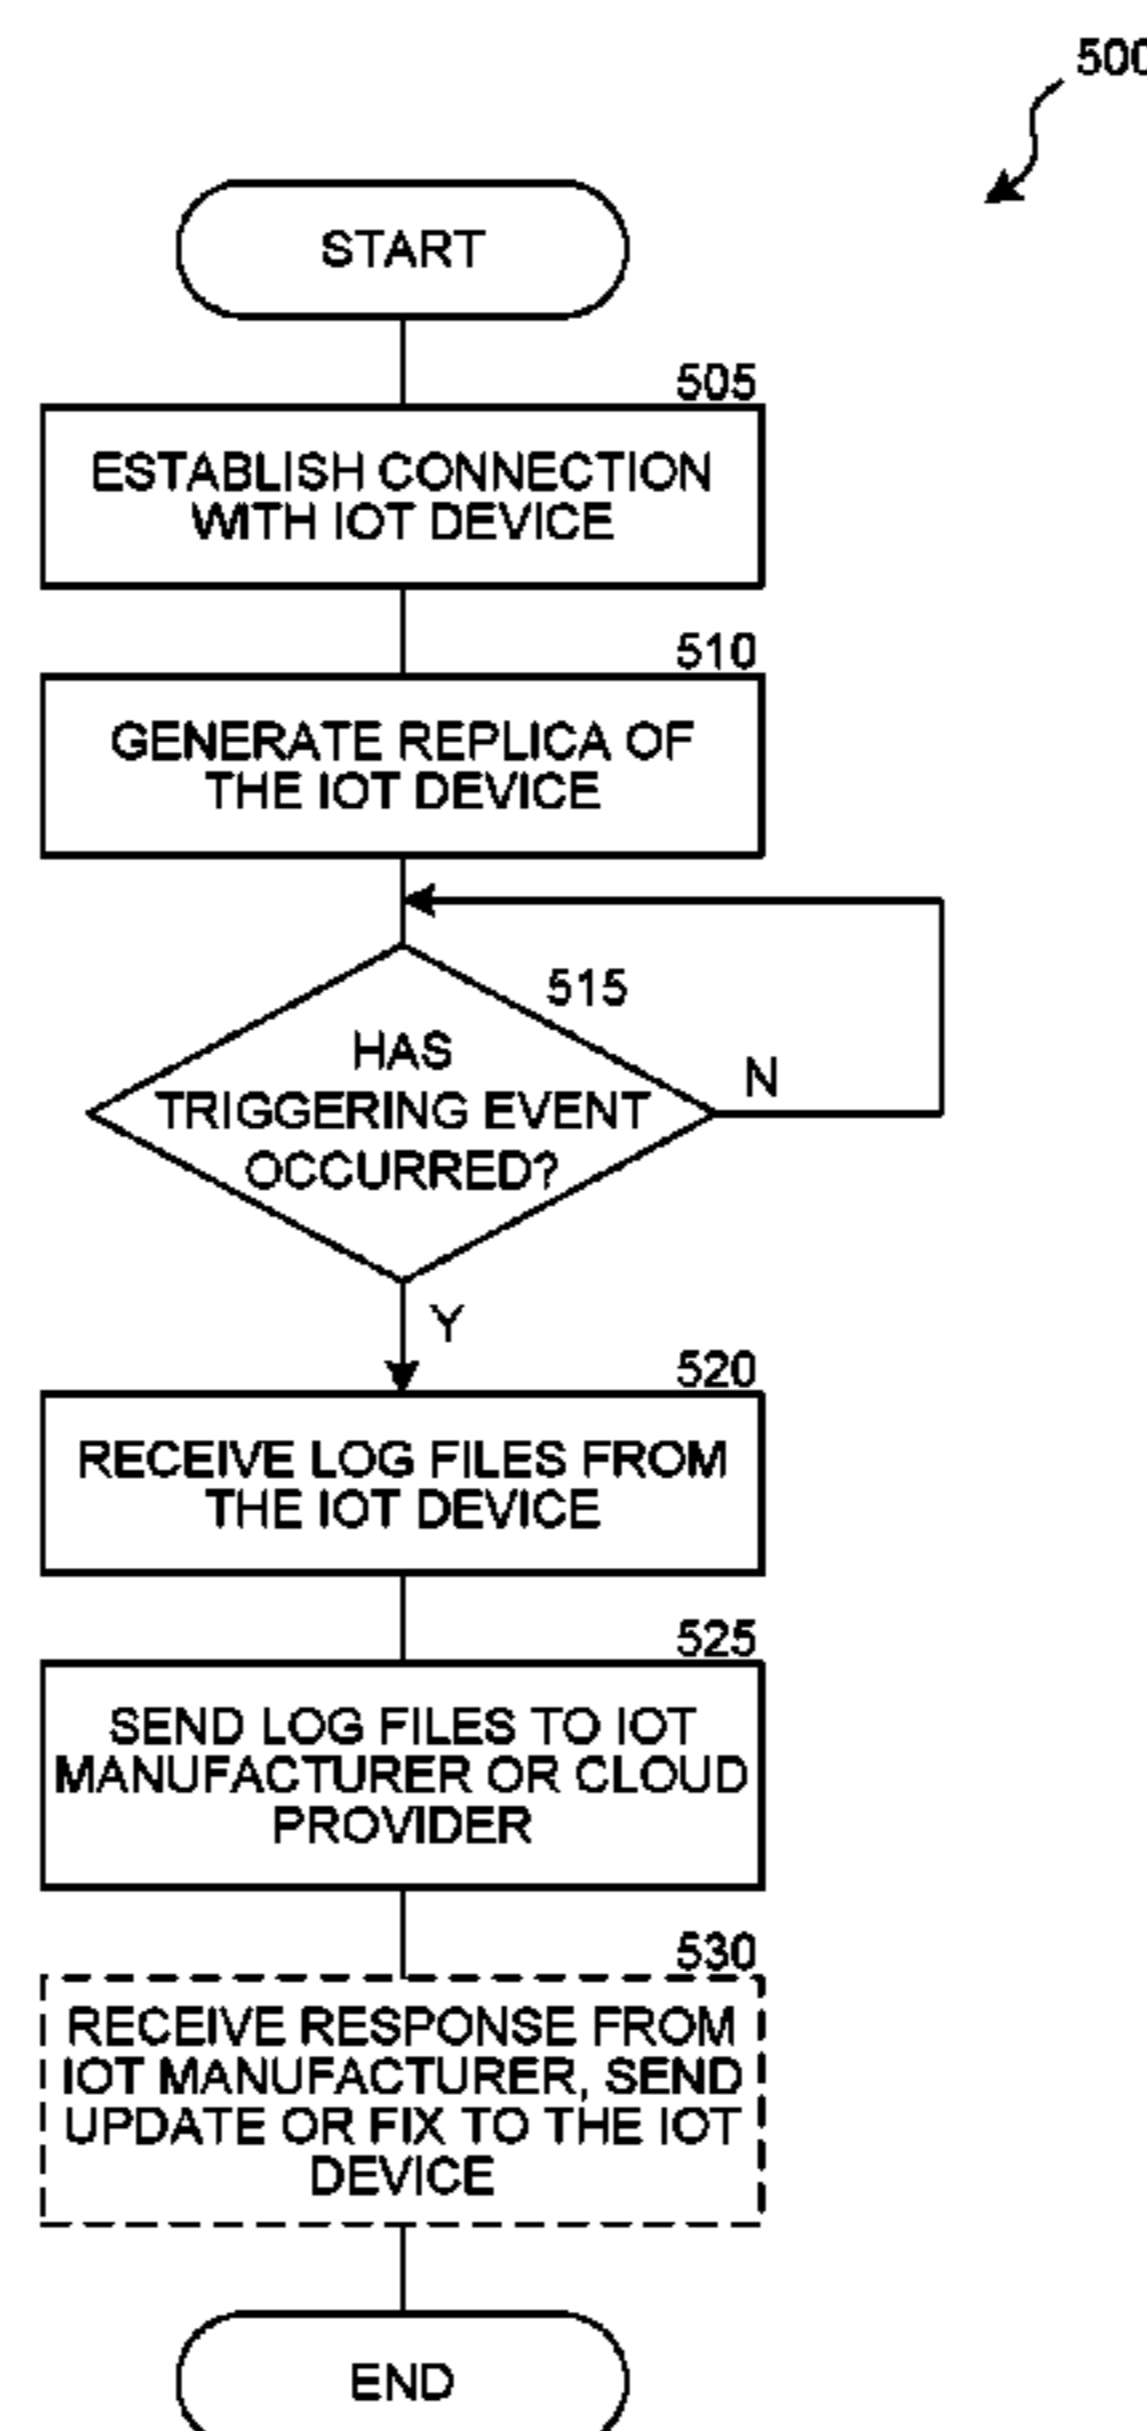 500
START
505
ESTABLISH CONNECTION
WITH IOT DEVICE
510
GENERATE REPLICA OF
THE IOT DEVICE
515
HAS
TRIGGERING EVENT
OCCURRED?
N
Y
520
RECEIVE LOG FILES FROM
THE IOT DEVICE
525
SEND LOG FILES TO IOT
MANUFACTURER OR CLOUD
PROVIDER
530
RECEIVE RESPONSE FROM
IOT MANUFACTURER, SEND
UPDATE OR FIX TO THE IOT
DEVICE
END